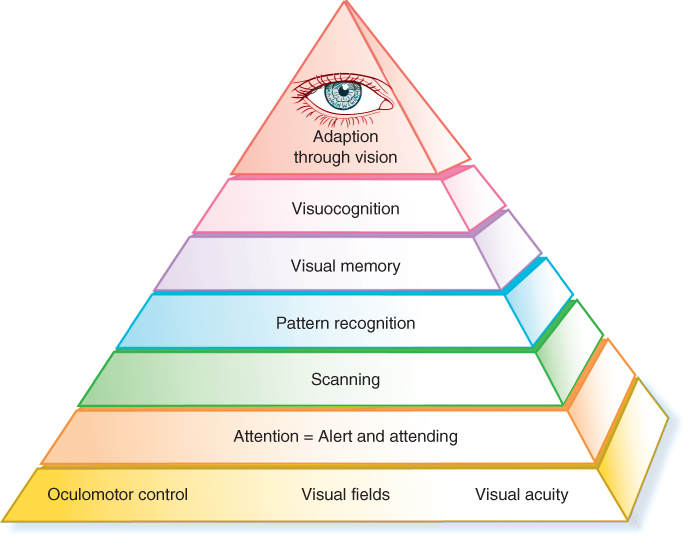 Adaption
through vision
Visuocognition
Visual memory
Pattern recognition
Scanning
Attention = Alert and attending
Oculomotor control Visual fields Visual acuity